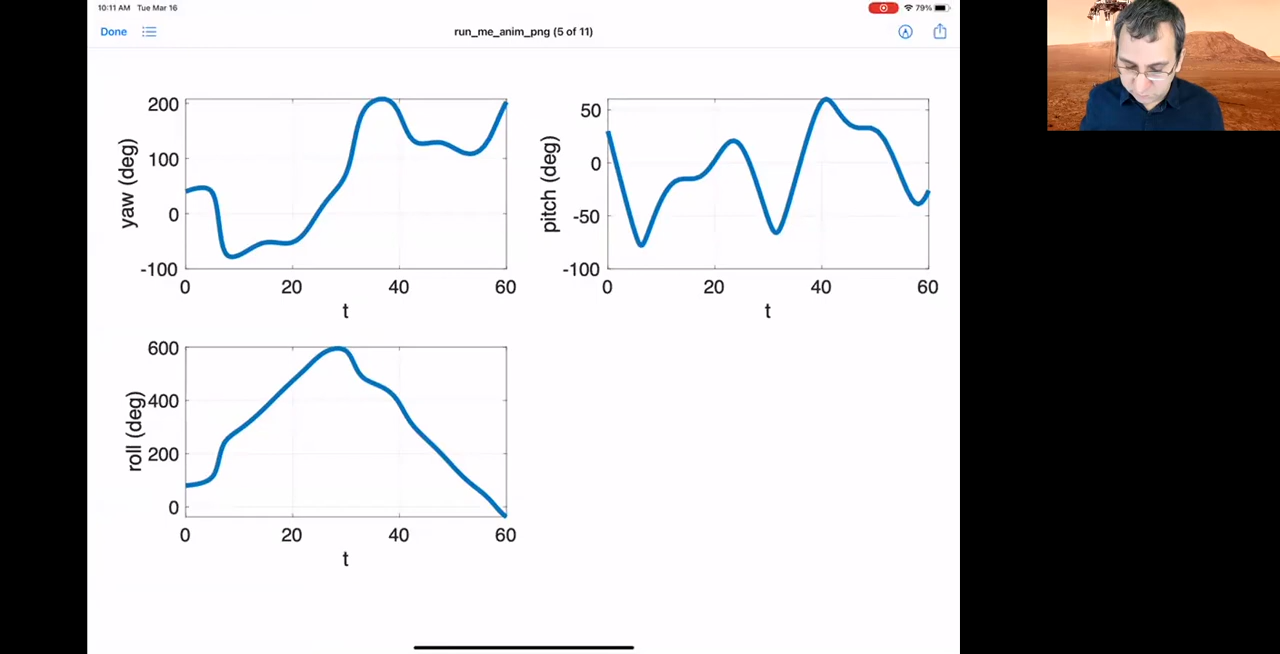 10:11 AM Tue Mar 16
79%
Done
run_me_anim_png (5 of 11)
200
100
0
-100
yaw (deg)
0 20 40 60
t
50
0
-50
-100
pitch (deg)
0 20 40 60
t
600
400
200
0
roll (deg)
0 20 40 60
t